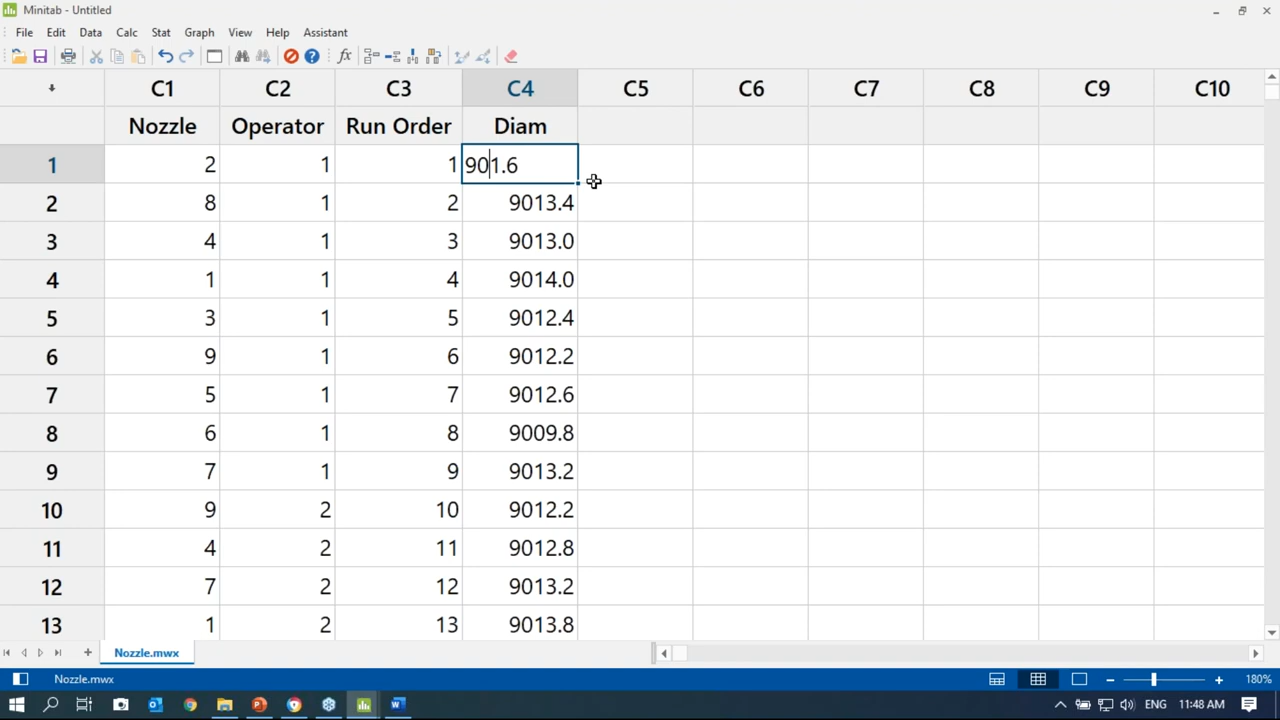 Minitab - Untitled
File Edit Data Calc Stat Graph View Help Assistant
C1 C2 C3 C4 C5 C6 C7 C8 C9 C10
Nozzle Operator Run Order Diam
1 2 1 1 901.6
2 8 1 2 9013.4
3 4 1 3 9013.0
4 1 1 4 9014.0
5 3 1 5 9012.4
6 9 1 6 9012.2
7 5 1 7 9012.6
8 6 1 8 9009.8
9 7 1 9 9013.2
10 9 2 10 9012.2
11 4 2 11 9012.8
12 7 2 12 9013.2
13 1 2 13 9013.8
Nozzle.mwx
Nozzle.mwx 180%
ENG 11:48 AM